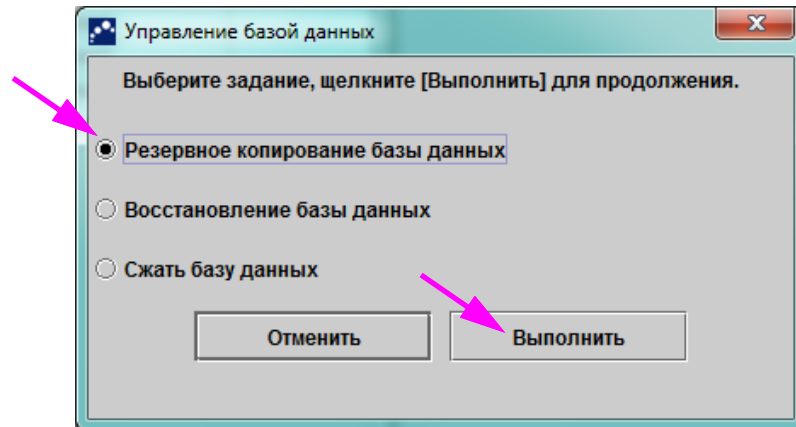 Управление базой данных
Выберите задание, щелкните [Выполнить] для продолжения.
Резервное копирование базы данных
Восстановление базы данных
Сжать базу данных
Отменить Выполнить